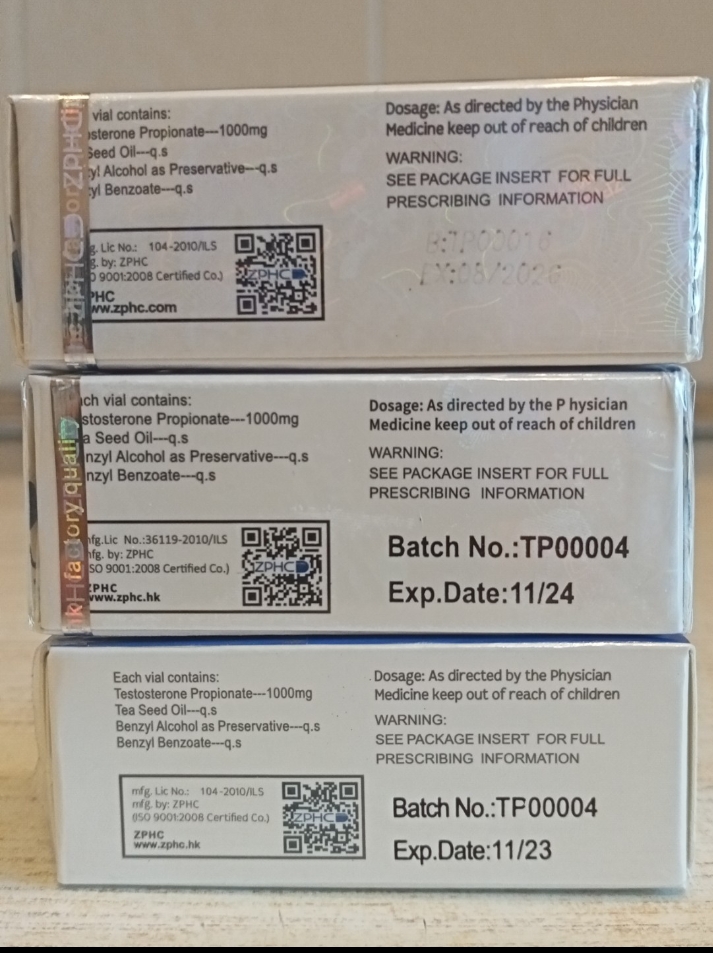 vial contains:
sterone Propionate---1000mg
Seed Oil---q.s
yl Alcohol as Preservative---q.s
yl Benzoate---q.s
g. Lic No.: 104-2010/ILS
g. by: ZPHC
9001:2008 Certified Co.)
PHC
ww.zphc.com
ZPHC
Dosage: As directed by the Physician
Medicine keep out of reach of children
WARNING:
SEE PACKAGE INSERT FOR FULL
PRESCRIBING INFORMATION
ch vial contains:
stosterone Propionate---1000mg
a Seed Oil---q.s
nzyl Alcohol as Preservative---q.s
nzyl Benzoate---q.s
factory quality
mfg.Lic No.:36119-2010/ILS
mfg. by: ZPHC
ISO 9001:2008 Certified Co.)
ZPHC
www.zphc.hk
ZPHC
Dosage: As directed by the P hysician
Medicine keep out of reach of children
WARNING:
SEE PACKAGE INSERT FOR FULL
PRESCRIBING INFORMATION
Batch No.:TP00004
Exp.Date:11/24
Each vial contains:
Testosterone Propionate---1000mg
Tea Seed Oil---q.s
Benzyl Alcohol as Preservative---q.s
Benzyl Benzoate---q.s
mfg. Lic No.: 104-2010/ILS
mfg. by: ZPHC
(ISO 9001:2008 Certified Co.)
ZPHC
www.zphc.hk
ZPHC
Dosage: As directed by the Physician
Medicine keep out of reach of children
WARNING:
SEE PACKAGE INSERT FOR FULL
PRESCRIBING INFORMATION
Batch No.:TP00004
Exp.Date:11/23